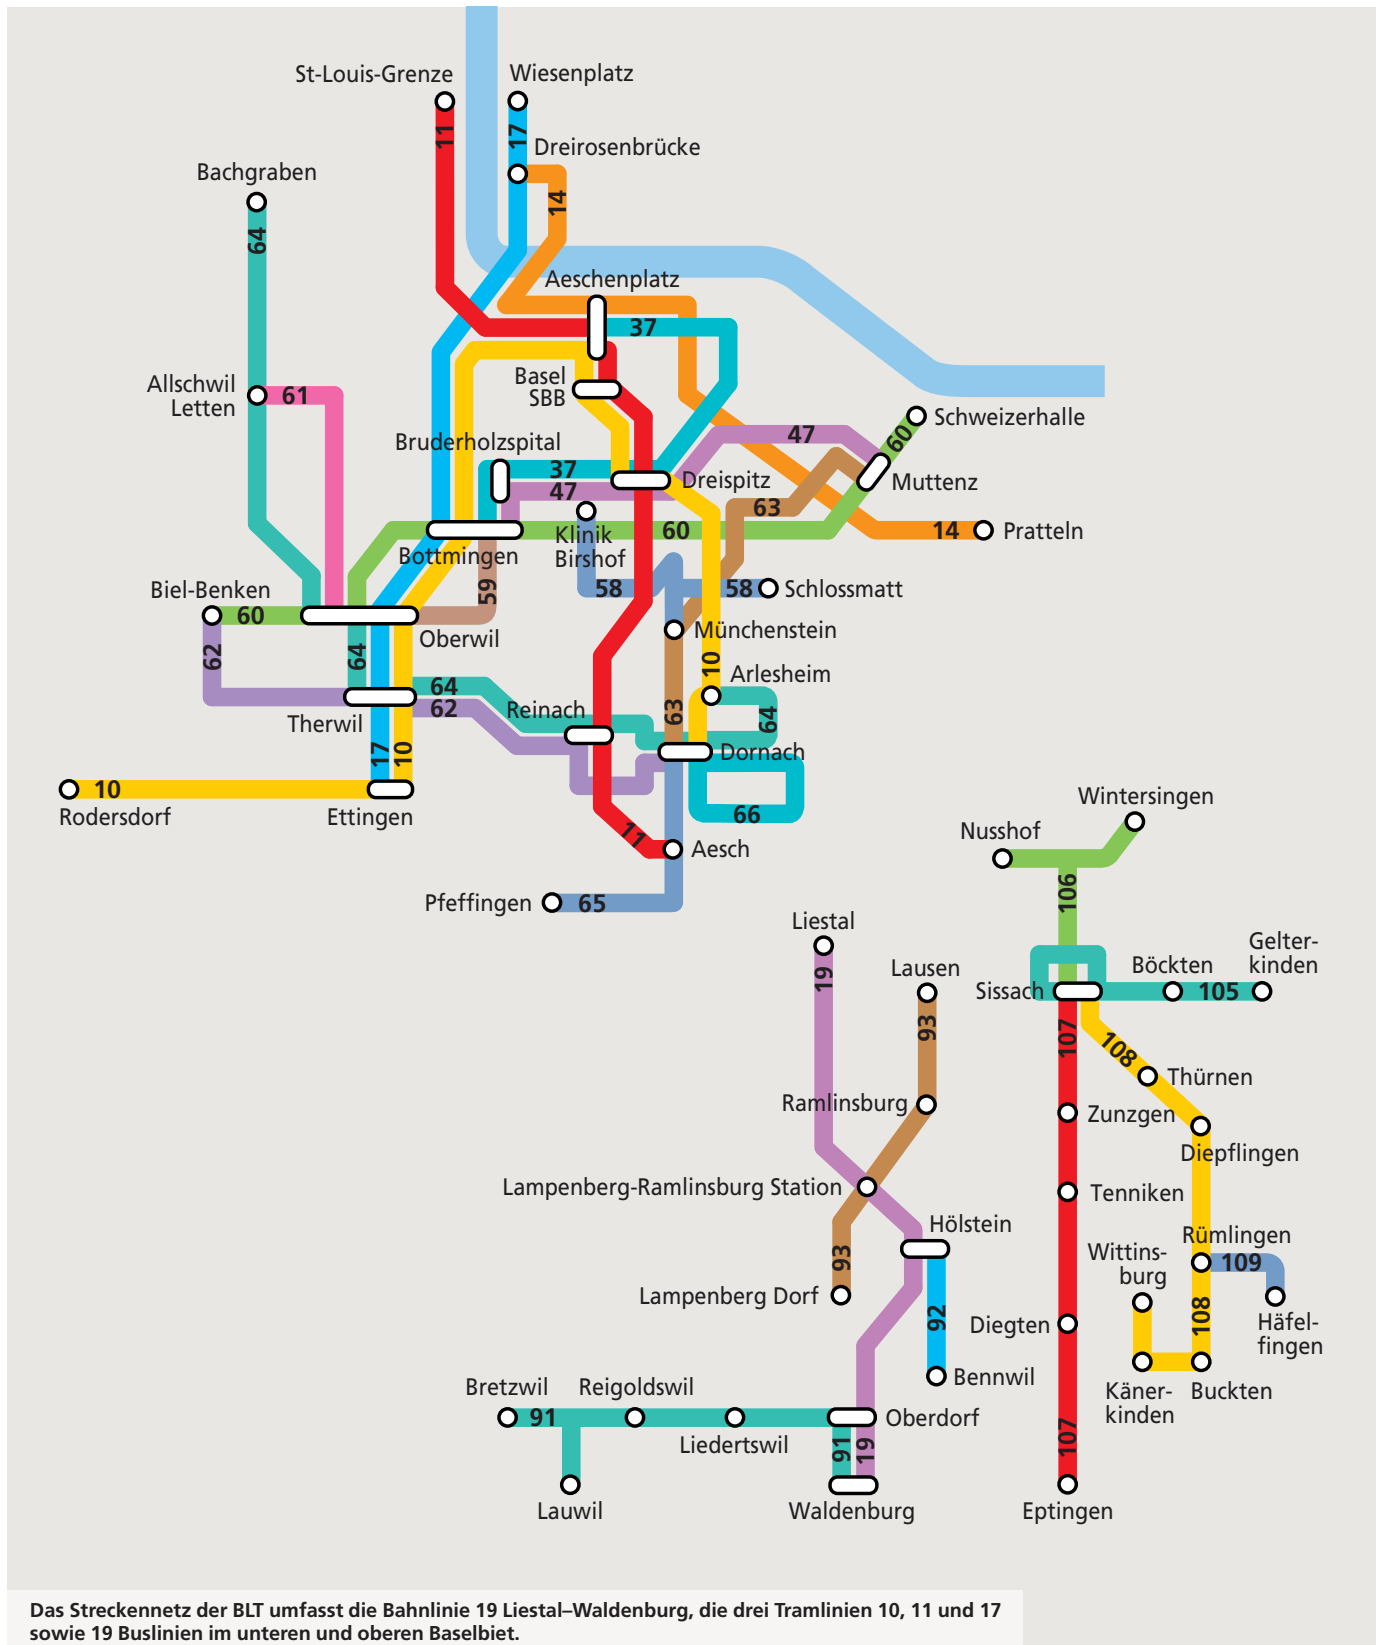 St-Louis-Grenze
Wiesenplatz
11
17
Dreirosenbrücke
Bachgraben
14
64
Aeschenplatz
37
Basel
SBB
Allschwil
Letten
61
Schweizerhalle
Bruderholzspital
47
60
37
Dreispitz
Muttenz
47
63
Klinik
Birshof
60
14
Pratteln
Bottmingen
Biel-Benken
59
58
58
Schlossmatt
60
Oberwil
Münchenstein
62
64
10
Arlesheim
64
62
Reinach
63
64
Therwil
17
10
Dornach
10
Rodersdorf
Ettingen
66
11
Aesch
Wintersingen
Nusshof
Pfeffingen
65
106
Liestal
19
Lausen
93
Gelter-
kinden
Böckten
Sissach
105
107
108
Thürnen
Ramlinsburg
Zunzgen
Diepflingen
Lampenberg-Ramlinsburg Station
Tenniken
Hölstein
93
Rümlingen
Wittins-
burg
109
Lampenberg Dorf
92
Diegten
108
Häfel-
fingen
Bennwil
Käner-
kinden
Buckten
Bretzwil
Reigoldswil
91
Liedertswil
Oberdorf
91
19
107
Lauwil
Waldenburg
Eptingen
Das Streckennetz der BLT umfasst die Bahnlinie 19 Liestal–Waldenburg, die drei Tramlinien 10, 11 und 17
sowie 19 Buslinien im unteren und oberen Baselbiet.